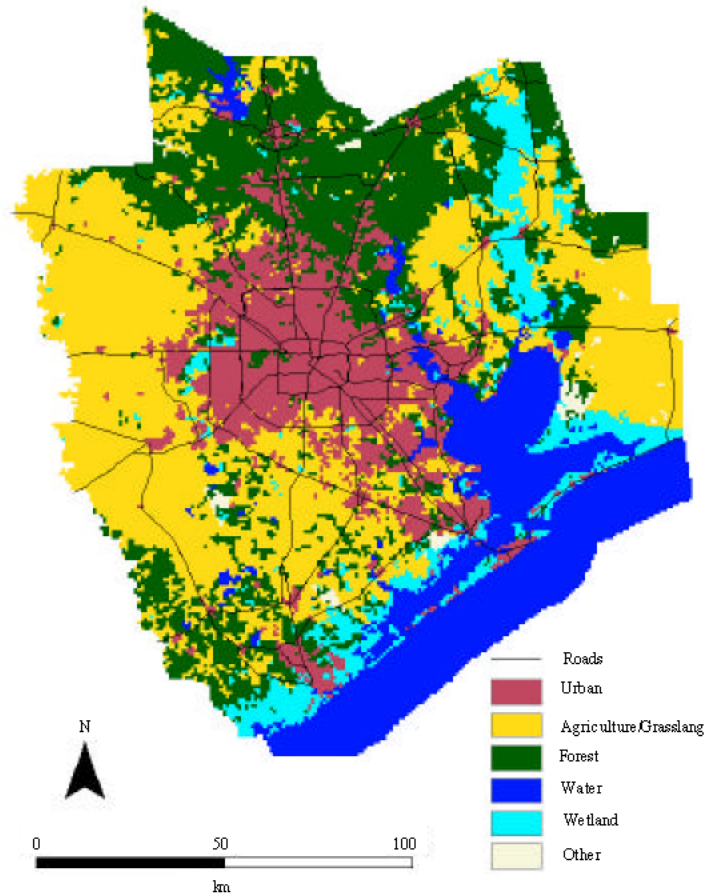 Roads
Urban
Agriculture/Grasslang
Forest
Water
Wetland
Other
N
0 50 100
km